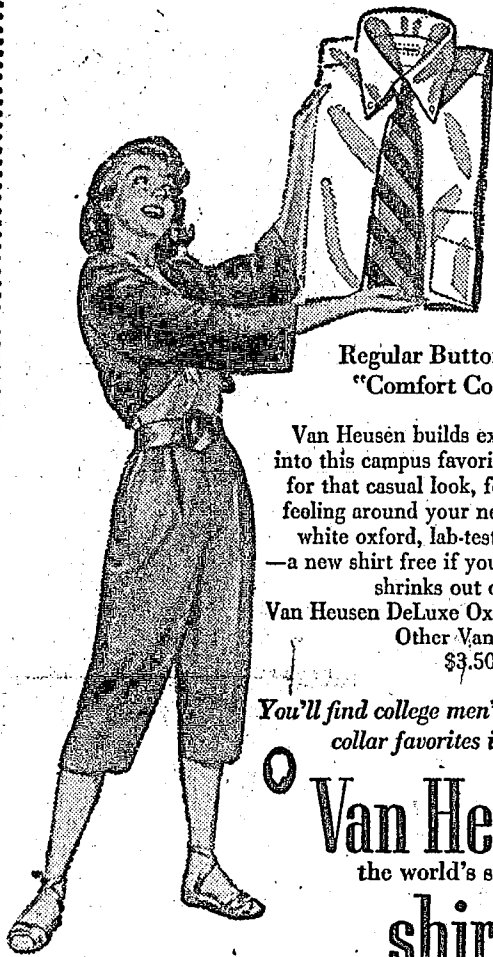 Regular Button
"Comfort Co
Van Heusen builds ex
into this campus favori
for that casual look, f
feeling around your ne
white oxford, lab-test
—a new shirt free if you
shrinks out o
Van Heusen DeLuxe Ox
Other Van
$3.50
You'll find college men'
collar favorites i
Van He
the world's s
shir